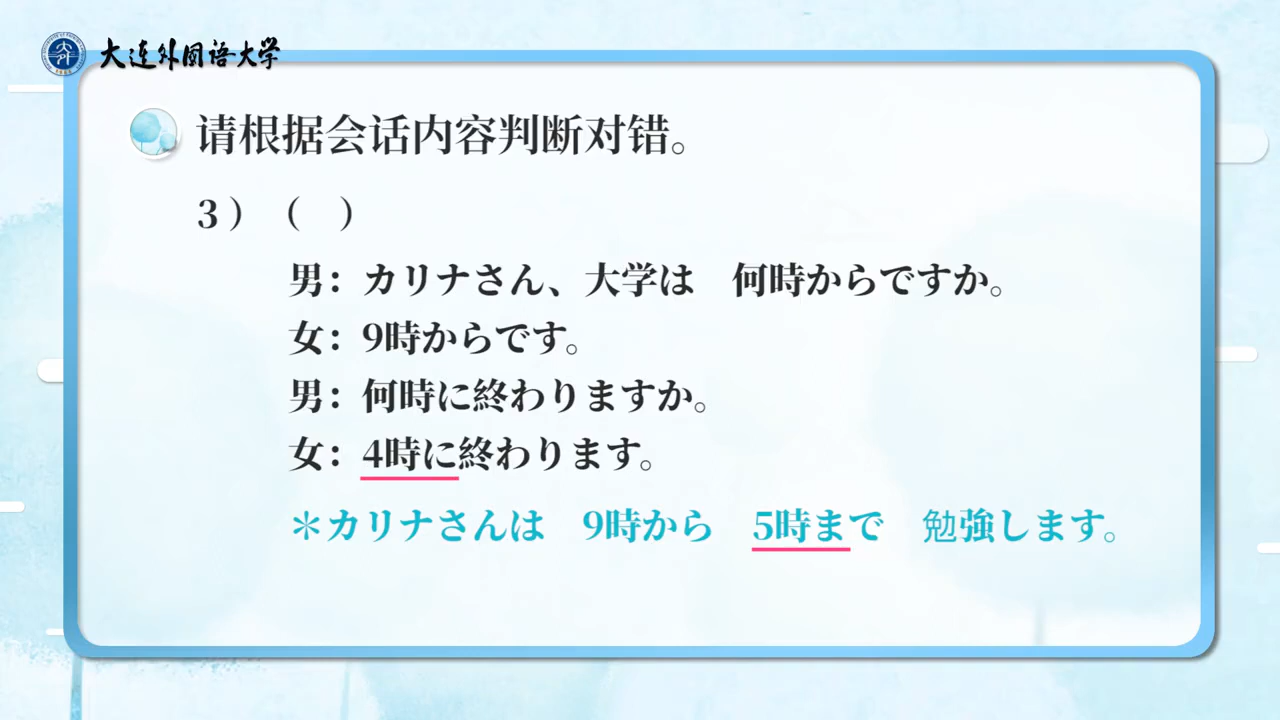 大连外国语大学
请根据会话内容判断对错。
3）（　）
男：カリナさん、大学は　何時からですか。
女：9時からです。
男：何時に終わりますか。
女：4時に終わります。
＊カリナさんは　9時から　5時まで　勉強します。